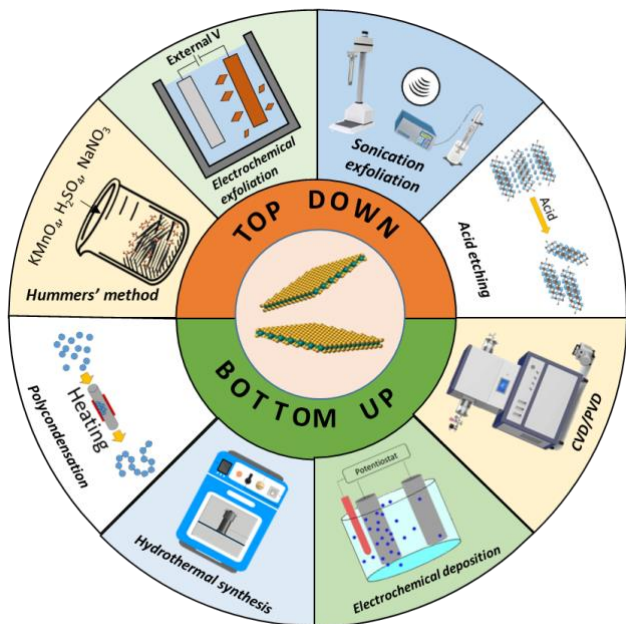 External V
Electrochemical
exfoliation
Sonication
exfoliation
KMnO₄, H₂SO₄, NaNO₃
Hummers' method
TOP DOWN
Acid
Acid etching
BOTTOM UP
Heating
Polycondensation
CVD/PVD
Hydrothermal synthesis
Potentiostat
Electrochemical deposition